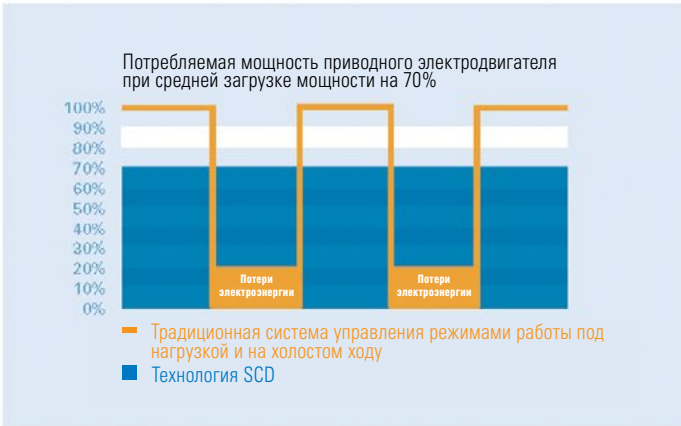 Потребляемая мощность приводного электродвигателя
при средней загрузке мощности на 70%
100%
90%
80%
70%
60%
50%
40%
30%
20%
10%
0%
Потери
электроэнергии
Потери
электроэнергии
Традиционная система управления режимами работы под
нагрузкой и на холостом ходу
Технология SCD